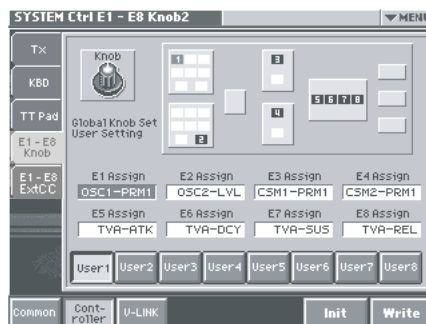 SYSTEM Ctrl E1 - E8 Knob2
▼MENU
Tx
KBD
TT Pad
E1 - E8
Knob
E1 - E8
ExtCC
Knob
Global Knob Set
User Setting
1
2
3
4
5 6 7 8
E1 Assign E2 Assign E3 Assign E4 Assign
OSC1-PRM1 OSC2-LVL CSM1-PRM1 CSM2-PRM1
E5 Assign E6 Assign E7 Assign E8 Assign
TVA-ATK TVA-DCY TVA-SUS TVA-REL
User1 User2 User3 User4 User5 User6 User7 User8
Common
Cont-
roller
V-LINK
Init
Write